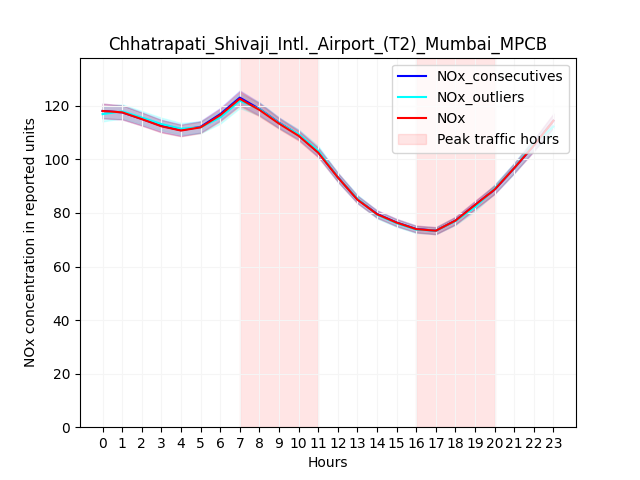 Chhatrapati_Shivaji_Intl._Airport_(T2)_Mumbai_MPCB
NOx_consecutives
NOx_outliers
NOx
Peak traffic hours
NOx concentration in reported units
120
100
80
60
40
20
0
0 1 2 3 4 5 6 7 8 9 10 11 12 13 14 15 16 17 18 19 20 21 22 23
Hours